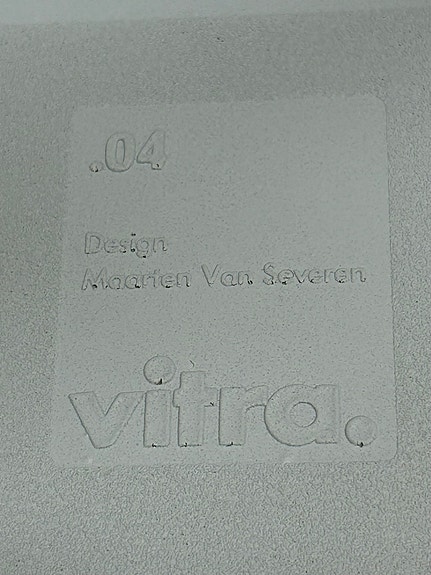 .04
Design
Maarten Van Severen
vitra.